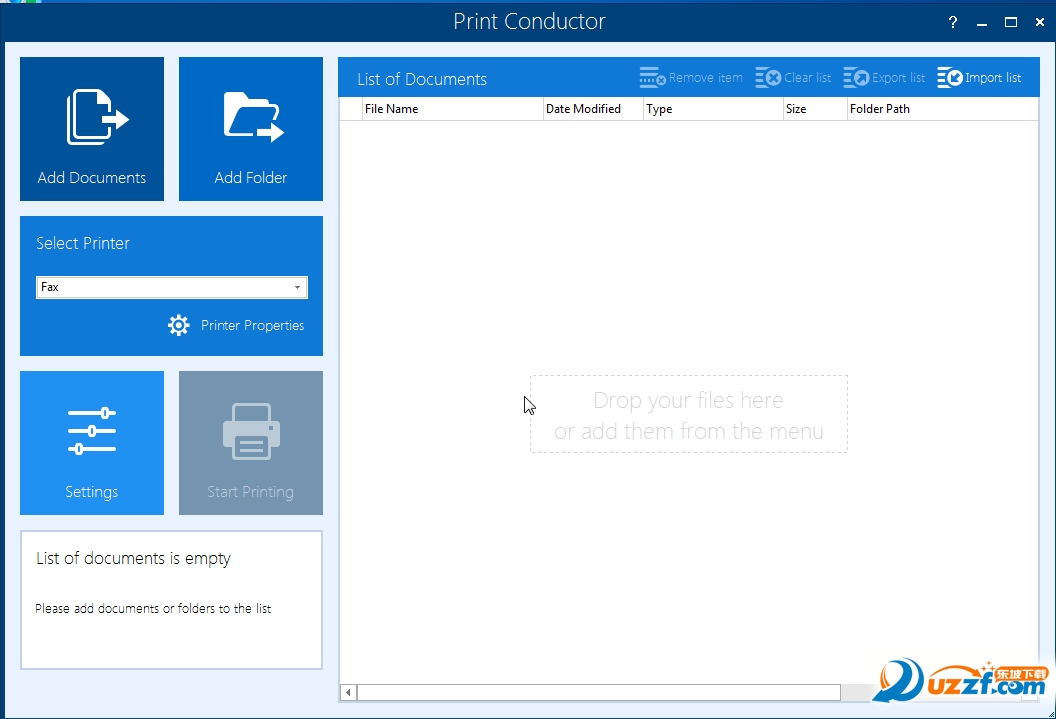 Print Conductor
?
Add Documents
Add Folder
Select Printer
Fax
Printer Properties
Settings
Start Printing
List of documents is empty
Please add documents or folders to the list
List of Documents
Remove item
Clear list
Export list
Import list
File Name
Date Modified
Type
Size
Folder Path
Drop your files here
or add them from the menu
乐坡下载
uzzf.com